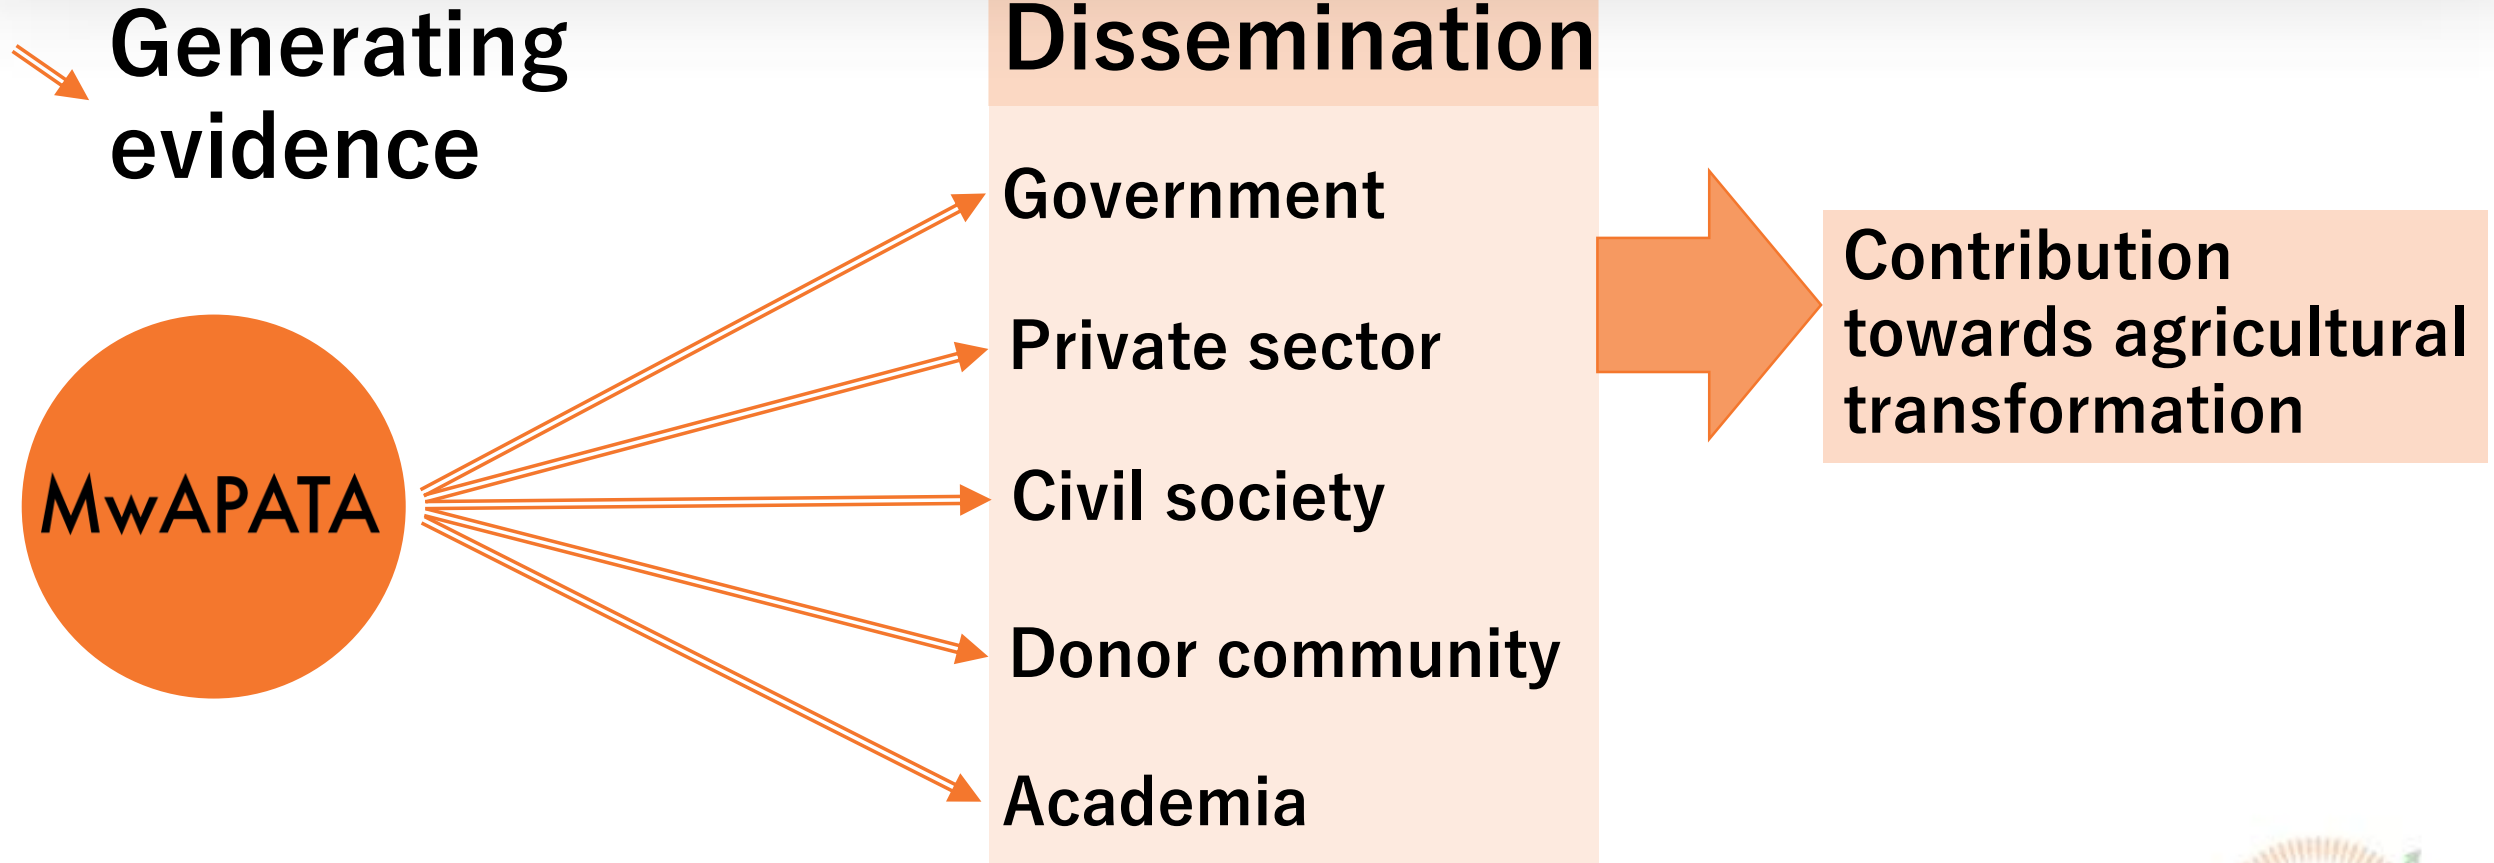 Generating
evidence
Dissemination
Government
Private sector
Civil society
Donor community
Academia
MwAPATA
Contribution
towards agricultural
transformation